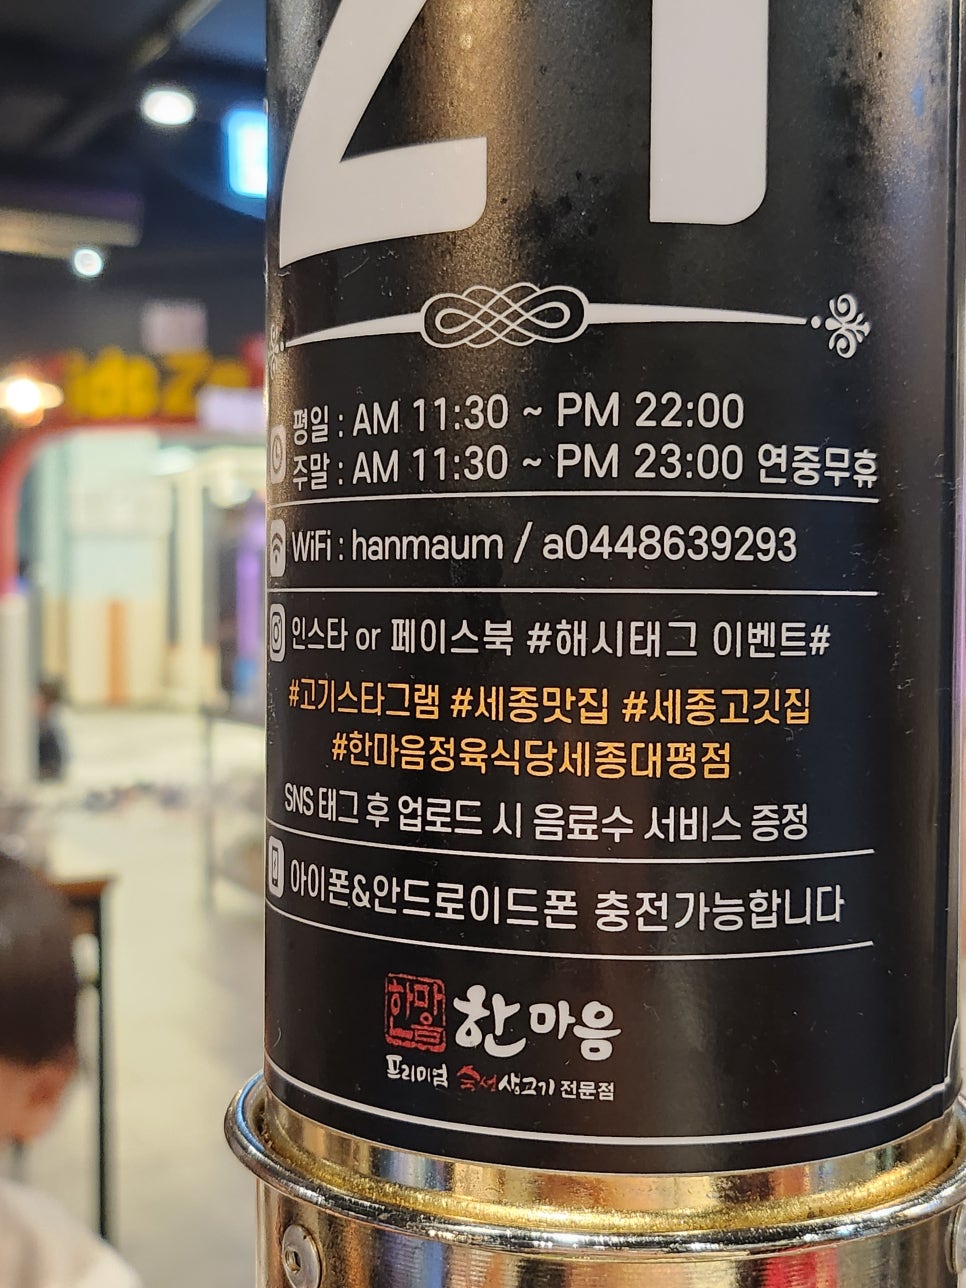 21
평일 : AM 11:30 ~ PM 22:00
주말 : AM 11:30 ~ PM 23:00 연중무휴
WiFi : hanmaum / a0448639293
인스타 or 페이스북 #해시태그 이벤트#
#고기스타그램 #세종맛집 #세종고깃집
#한마음정육식당세종대평점
SNS 태그 후 업로드 시 음료수 서비스 증정
아이폰&안드로이드폰 충전가능합니다
한마음 한마음
프리미엄 숙성생고기 전문점